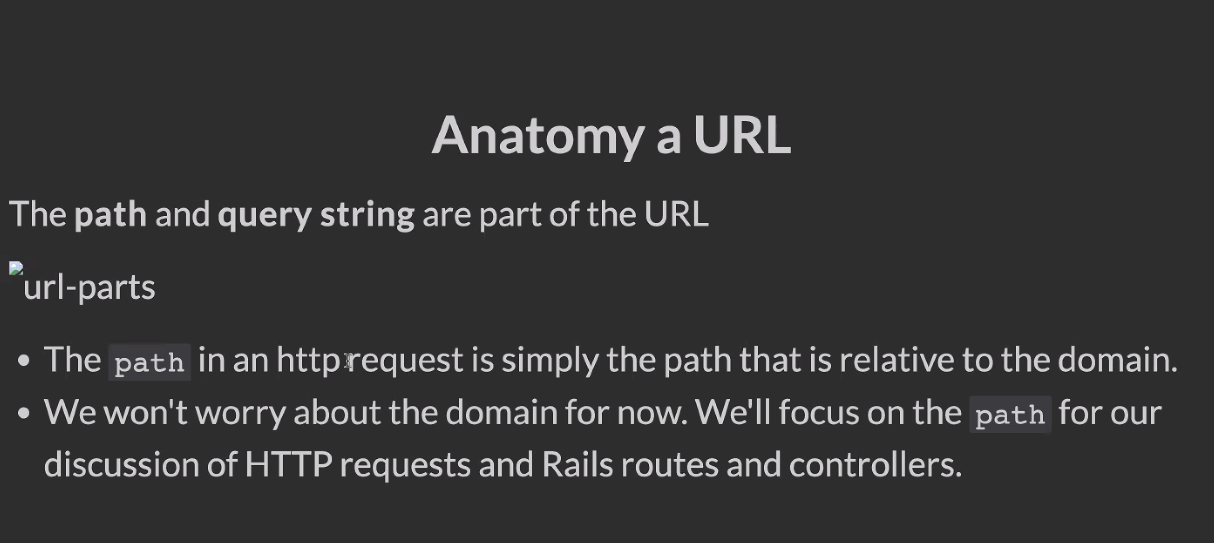 Anatomy a URL
The path and query string are part of the URL
url-parts
• The path in an http request is simply the path that is relative to the domain.
• We won't worry about the domain for now. We'll focus on the path for our
discussion of HTTP requests and Rails routes and controllers.